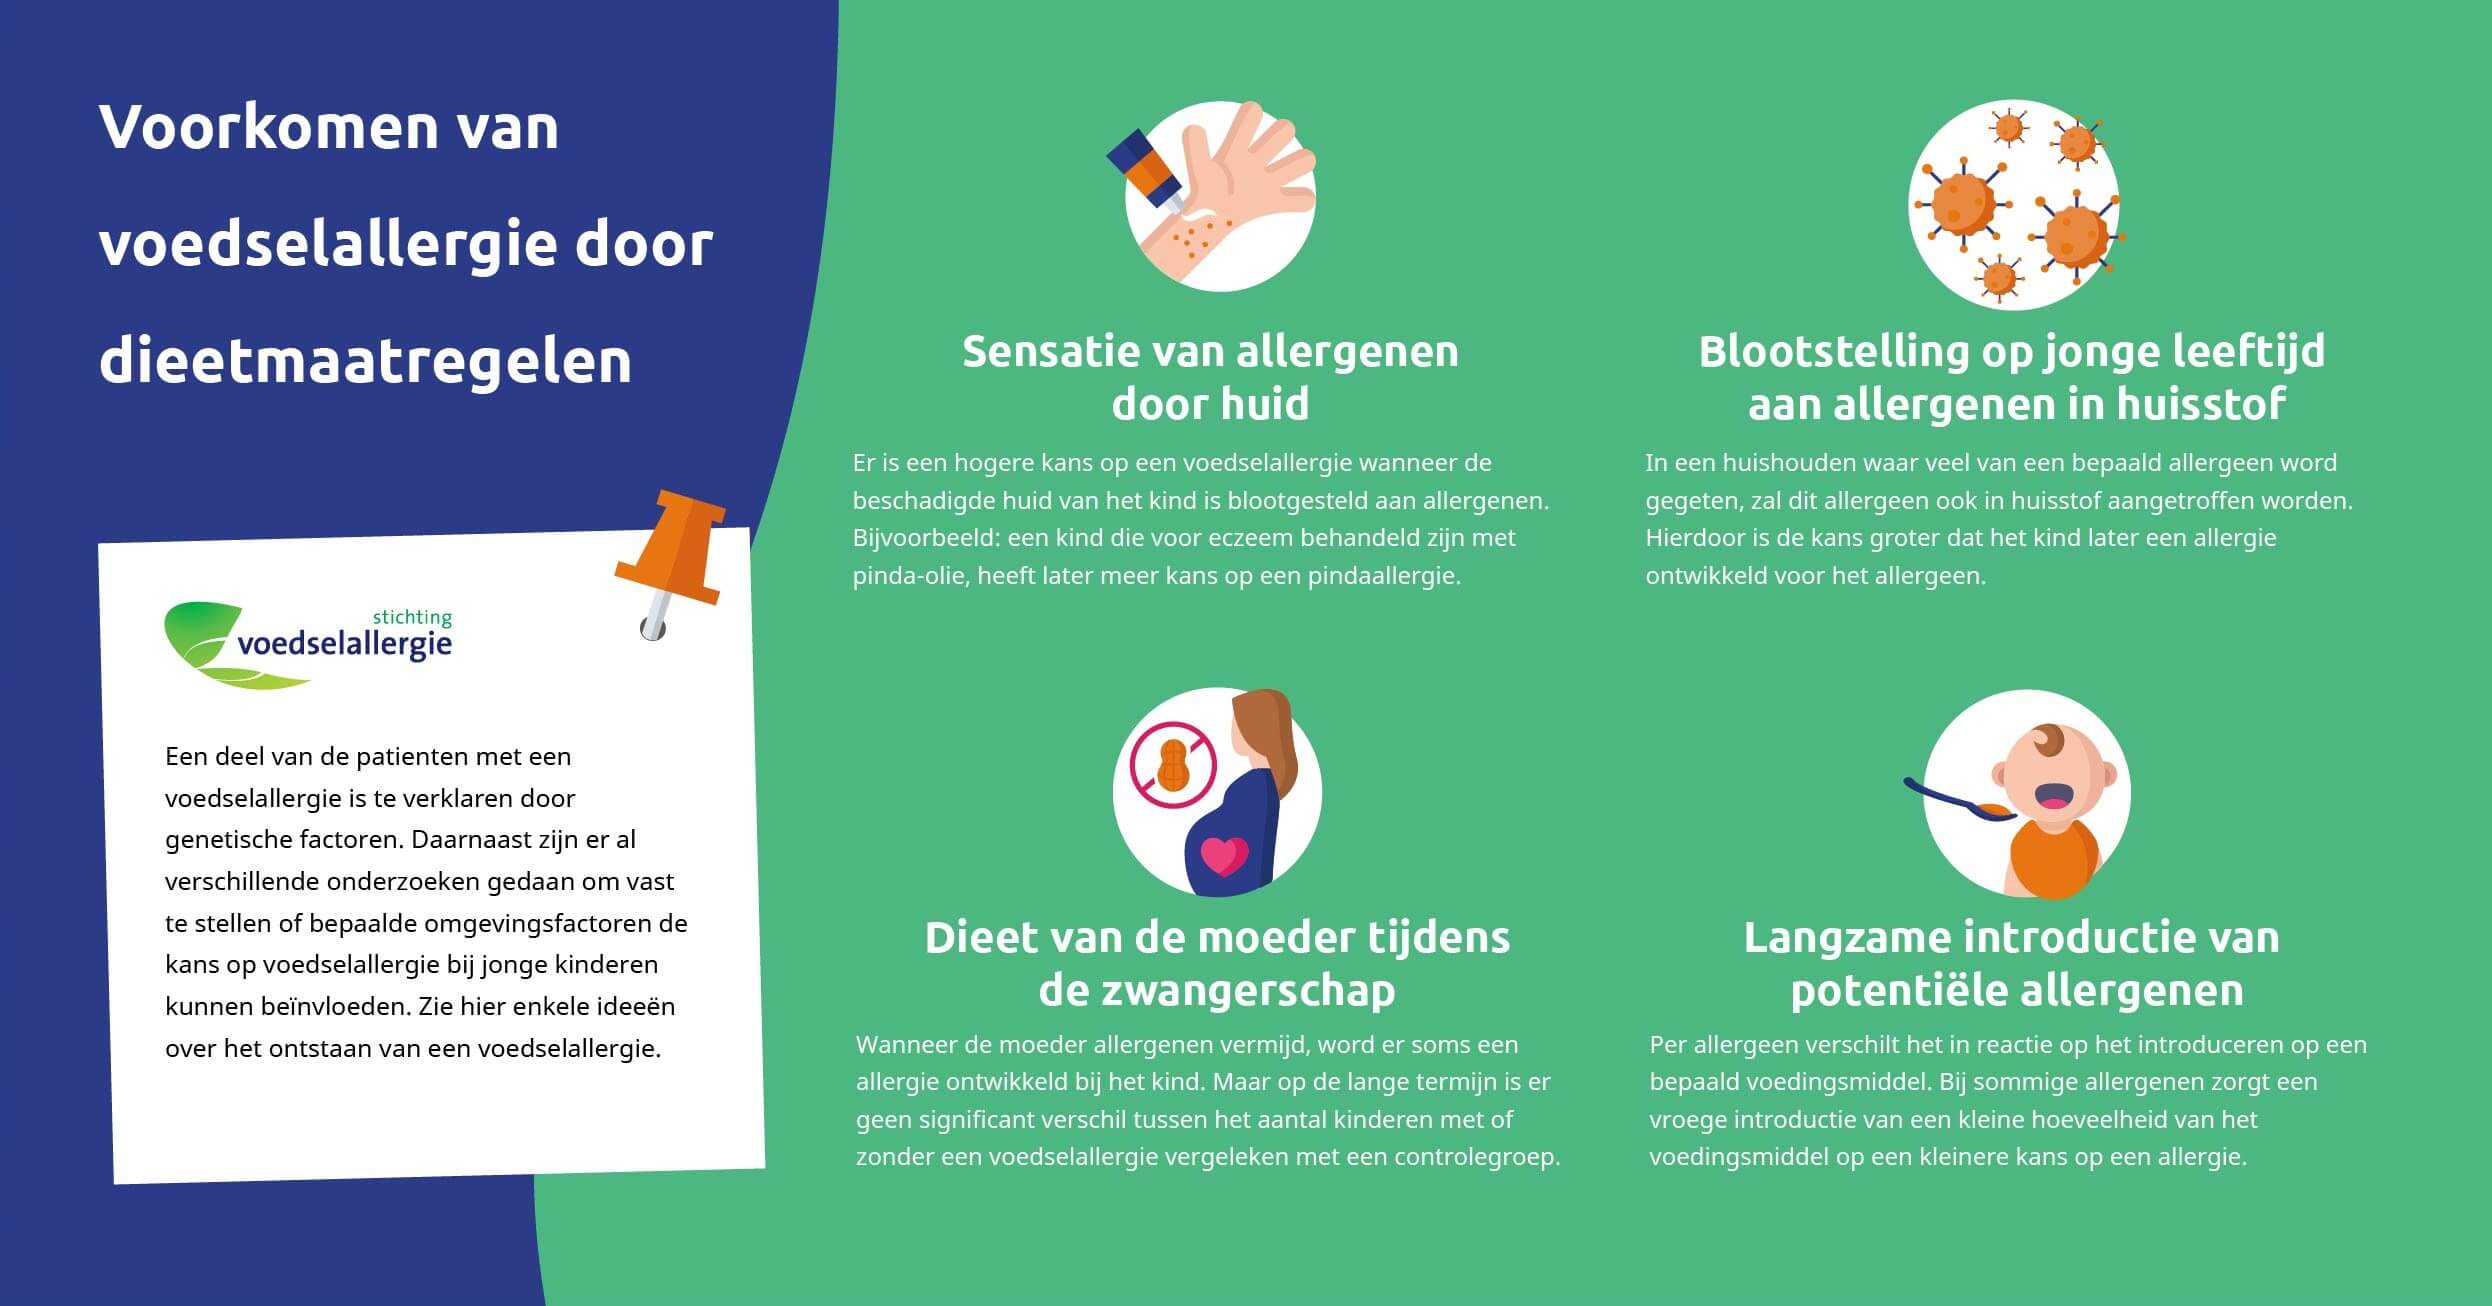 Voorkomen van
voedselallergie door
dieetmaatregelen
stichting
voedselallergie
Een deel van de patienten met een
voedselallergie is te verklaren door
genetische factoren. Daarnaast zijn er al
verschillende onderzoeken gedaan om vast
te stellen of bepaalde omgevingsfactoren de
kans op voedselallergie bij jonge kinderen
kunnen beïnvloeden. Zie hier enkele ideeën
over het ontstaan van een voedselallergie.
Sensatie van allergenen
door huid
Er is een hogere kans op een voedselallergie wanneer de
beschadigde huid van het kind is blootgesteld aan allergenen.
Bijvoorbeeld: een kind die voor eczeem behandeld zijn met
pinda-olie, heeft later meer kans op een pindaallergie.
Blootstelling op jonge leeftijd
aan allergenen in huisstof
In een huishouden waar veel van een bepaald allergeen word
gegeten, zal dit allergeen ook in huisstof aangetroffen worden.
Hierdoor is de kans groter dat het kind later een allergie
ontwikkeld voor het allergeen.
Dieet van de moeder tijdens
de zwangerschap
Wanneer de moeder allergenen vermijd, word er soms een
allergie ontwikkeld bij het kind. Maar op de lange termijn is er
geen significant verschil tussen het aantal kinderen met of
zonder een voedselallergie vergeleken met een controlegroep.
Langzame introductie van
potentiële allergenen
Per allergeen verschilt het in reactie op het introduceren op een
bepaald voedingsmiddel. Bij sommige allergenen zorgt een
vroege introductie van een kleine hoeveelheid van het
voedingsmiddel op een kleinere kans op een allergie.